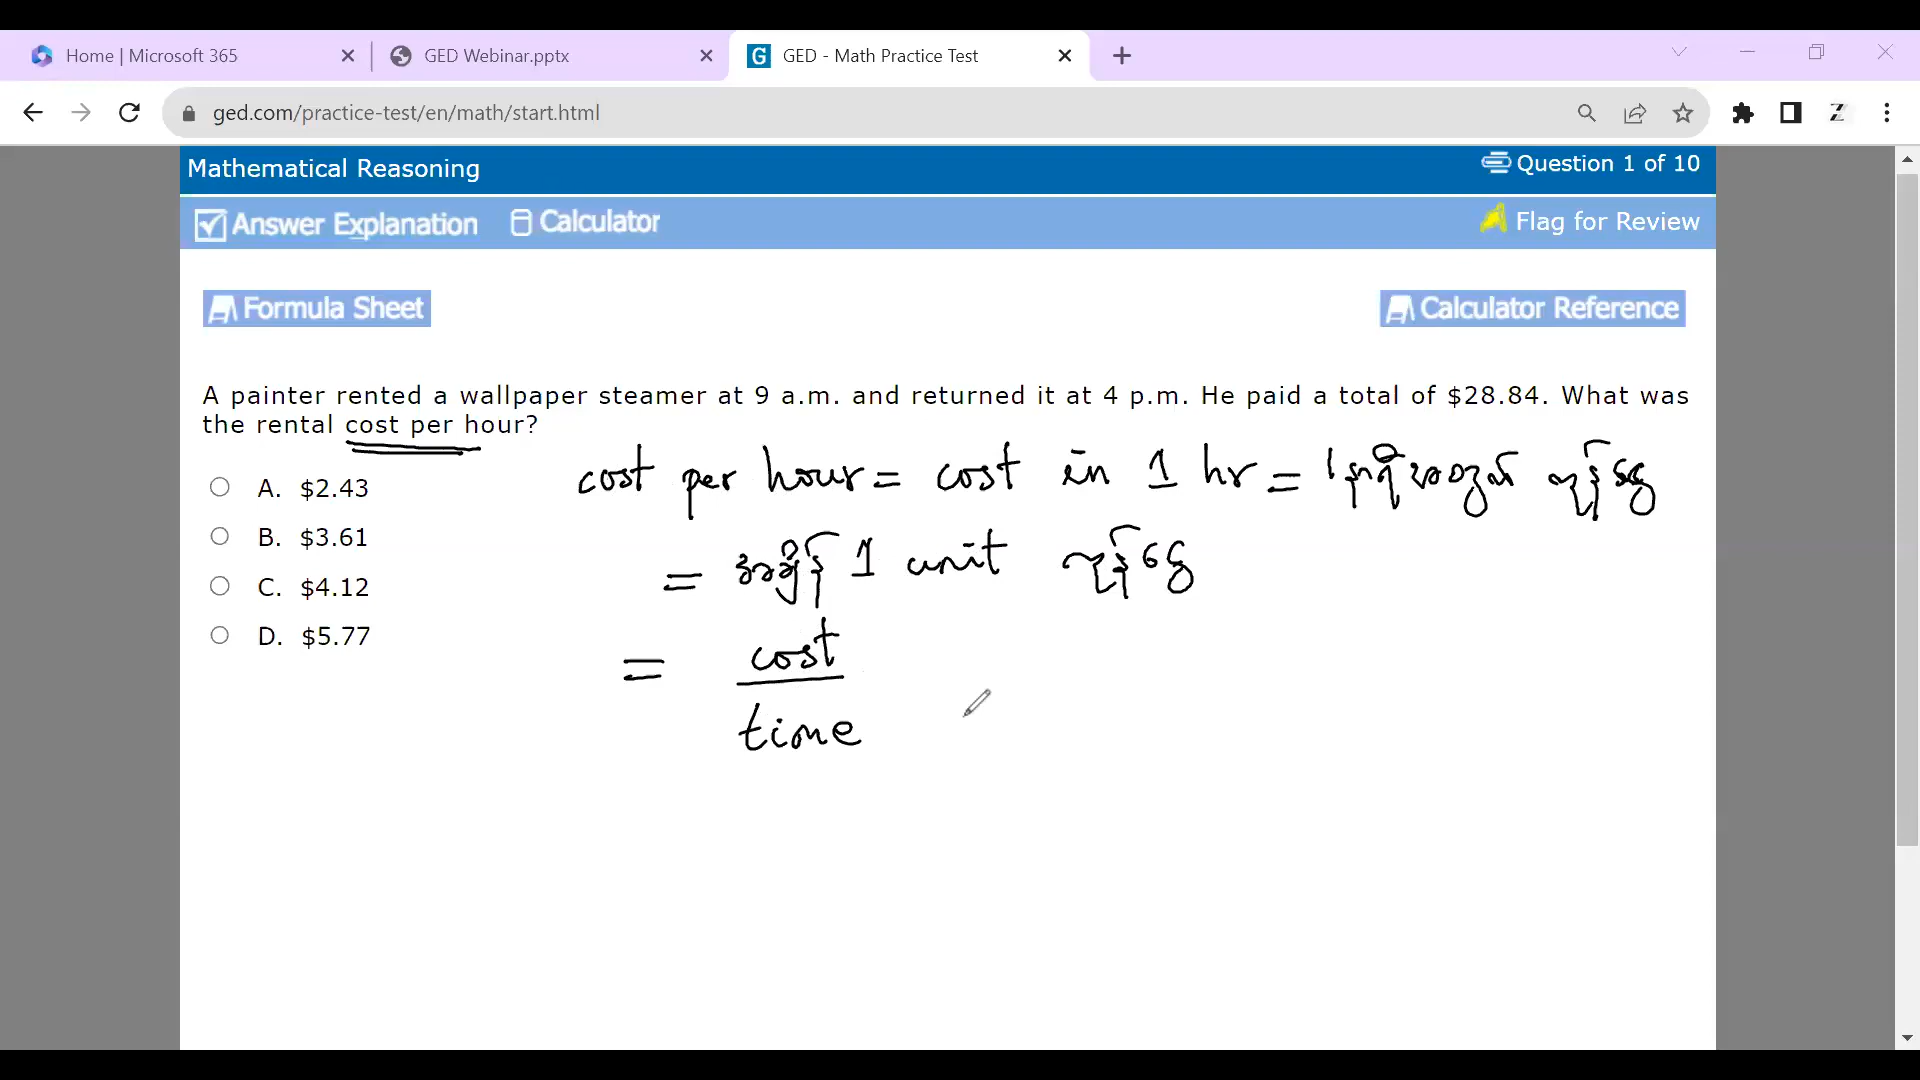 Home | Microsoft 365
GED Webinar.pptx
GED - Math Practice Test
ged.com/practice-test/en/math/start.html
Mathematical Reasoning
Question 1 of 10
Answer Explanation
Calculator
Flag for Review
Formula Sheet
Calculator Reference
A painter rented a wallpaper steamer at 9 a.m. and returned it at 4 p.m. He paid a total of $28.84. What was
the rental cost per hour?
A. $2.43
B. $3.61
C. $4.12
D. $5.77
cost per hour = cost in 1 hr = ၊နာရီ
= 1 unit
= cost
time